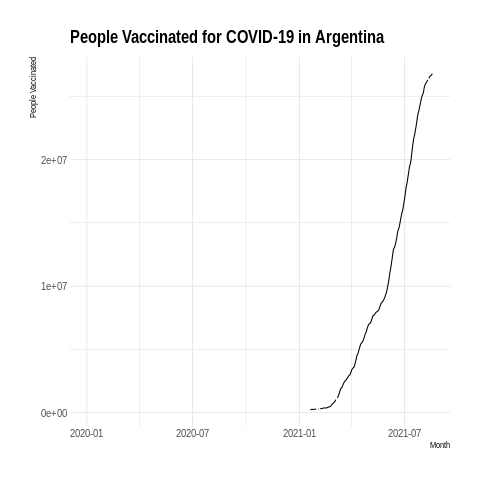 People Vaccinated for COVID-19 in Argentina
People Vaccinated
2e+07
1e+07
0e+00
2020-01 2020-07 2021-01 2021-07
Month